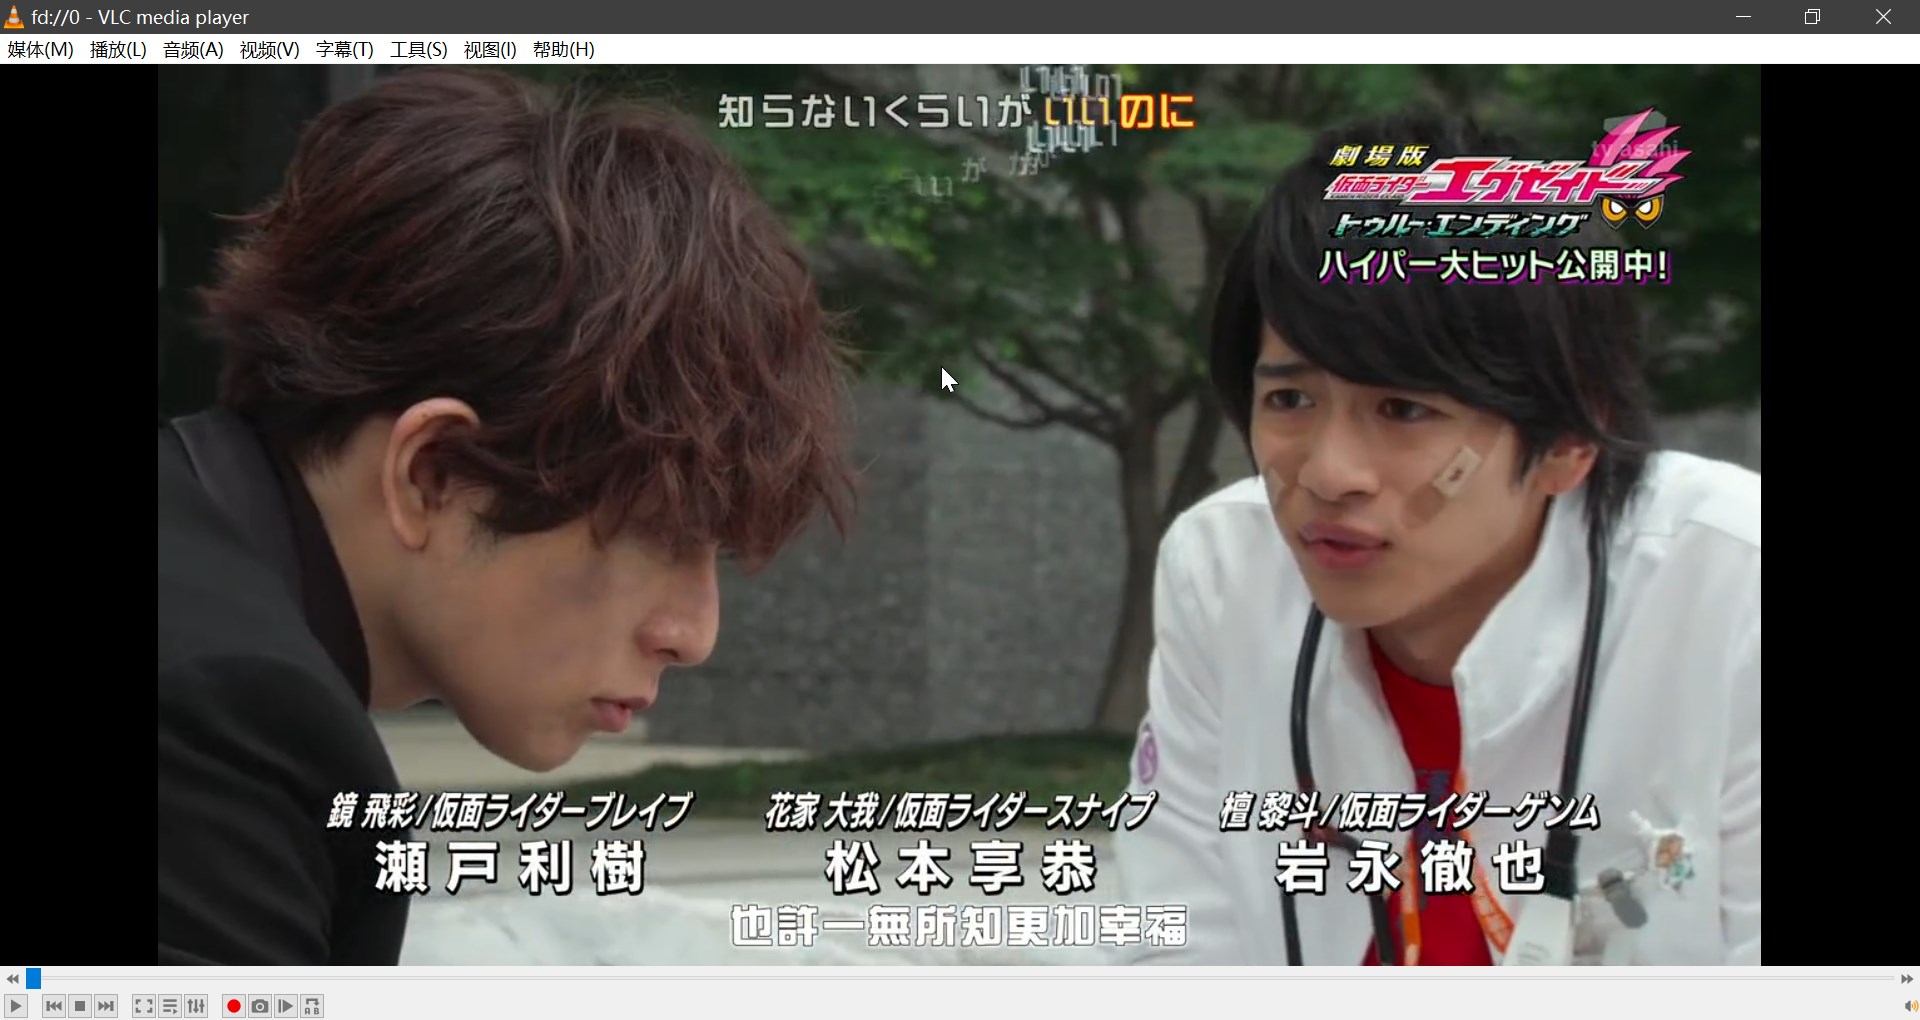 fd://0 - VLC media player
媒体(M) 播放(L) 音频(A) 视频(V) 字幕(T) 工具(S) 视图(I) 帮助(H)
知らないくらいがいいのに
tv asahi
劇場版
仮面ライダーエグゼイド
トゥルー・エンディング
ハイパー大ヒット公開中!
鏡 飛彩/仮面ライダーブレイブ 花家 大我/仮面ライダースナイプ 檀 黎斗/仮面ライダーゲンム
瀬戸利樹 松本享恭 岩永徹也
也許一無所知更加幸福